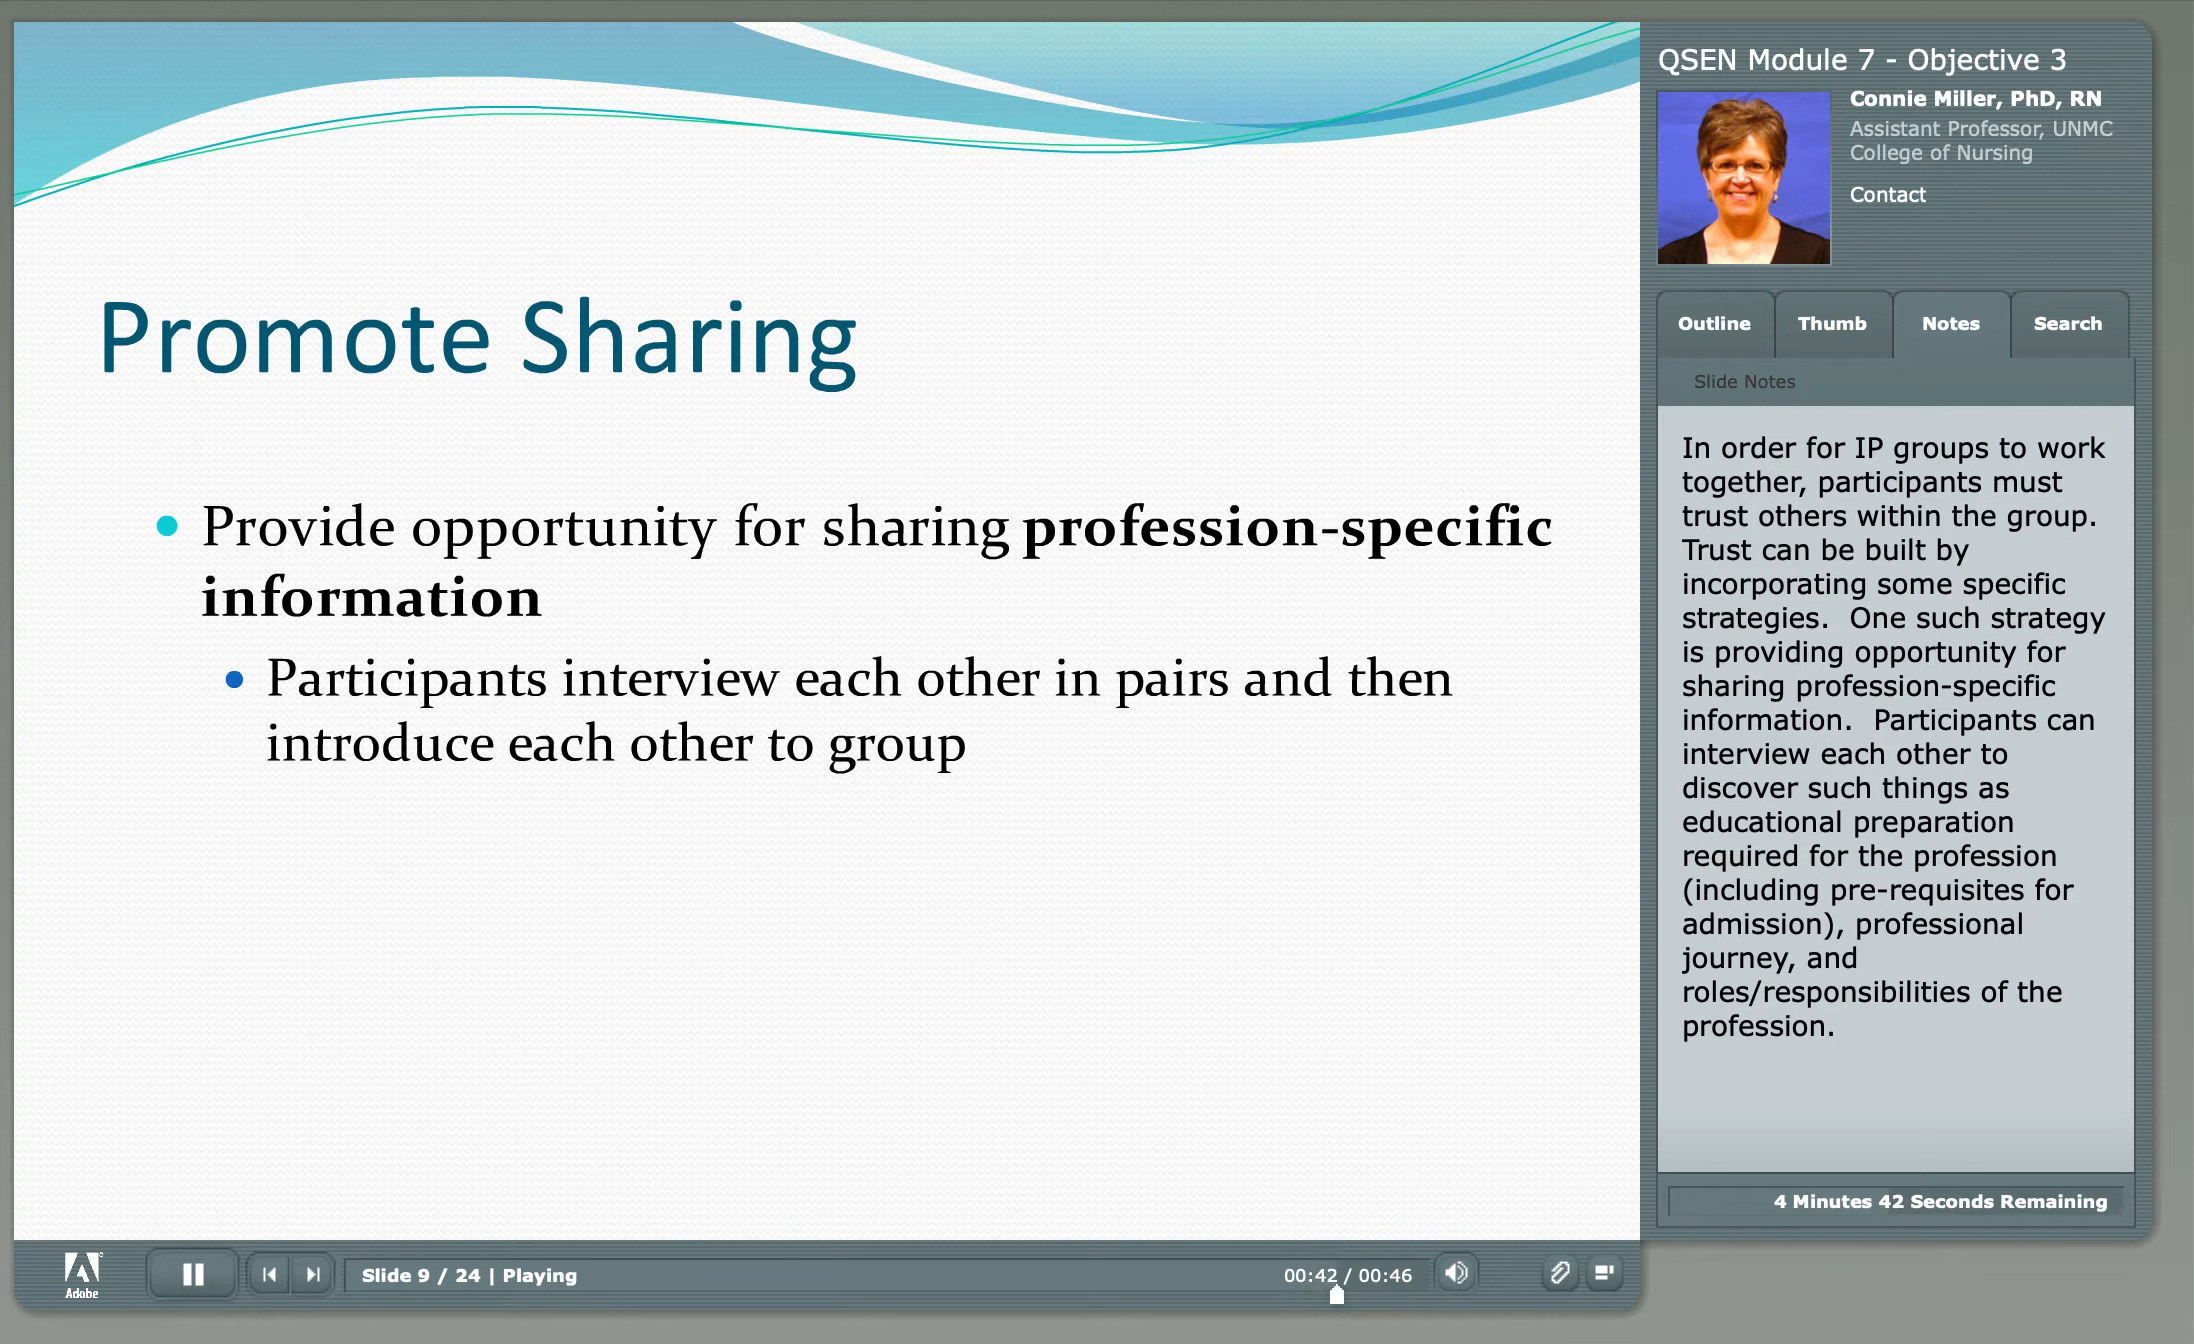 Promote Sharing
Provide opportunity for sharing profession-specific
information
Participants interview each other in pairs and then
introduce each other to group
QSEN Module 7 - Objective 3
Connie Miller, PhD, RN
Assistant Professor, UNMC
College of Nursing
Contact
Outline Thumb Notes Search
Slide Notes
In order for IP groups to work
together, participants must
trust others within the group.
Trust can be built by
incorporating some specific
strategies.  One such strategy
is providing opportunity for
sharing profession-specific
information.  Participants can
interview each other to
discover such things as
educational preparation
required for the profession
(including pre-requisites for
admission), professional
journey, and
roles/responsibilities of the
profession.
4 Minutes 42 Seconds Remaining
Adobe
Slide 9 / 24 | Playing
00:42 / 00:46